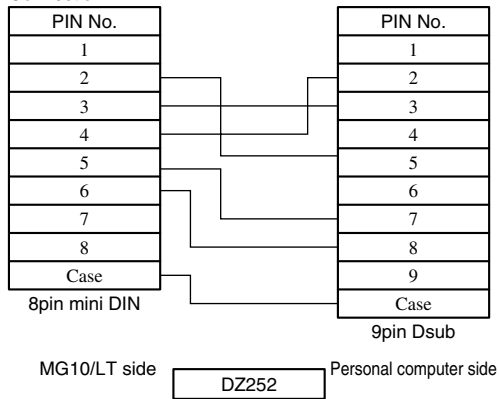 PIN No.
1
2
3
4
5
6
7
8
Case
8pin mini DIN
PIN No.
1
2
3
4
5
6
7
8
9
Case
9pin Dsub
MG10/LT side
DZ252
Personal computer side